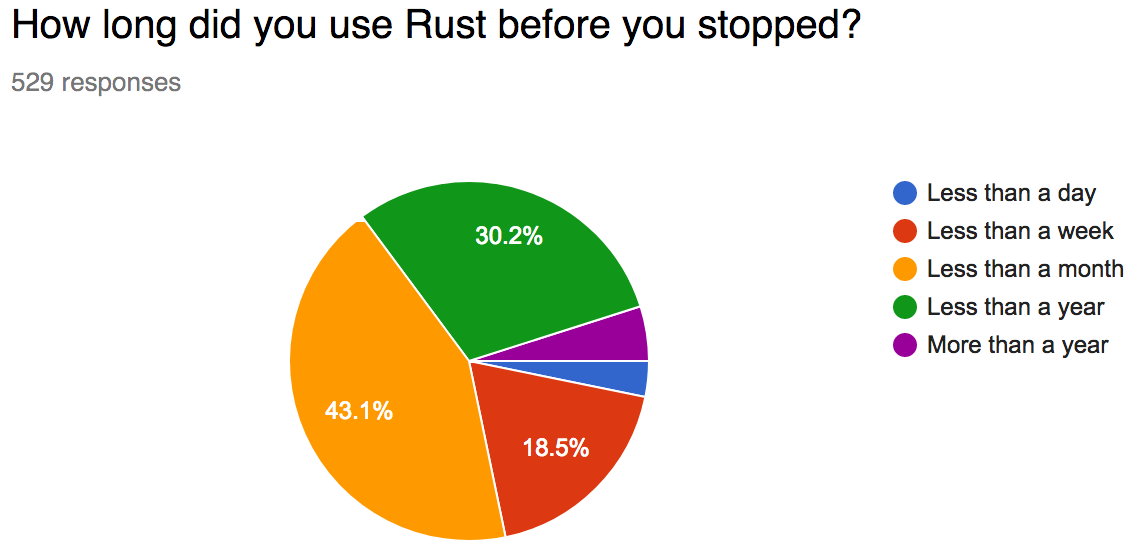 How long did you use Rust before you stopped?
529 responses
30.2%
43.1%
18.5%
Less than a day
Less than a week
Less than a month
Less than a year
More than a year